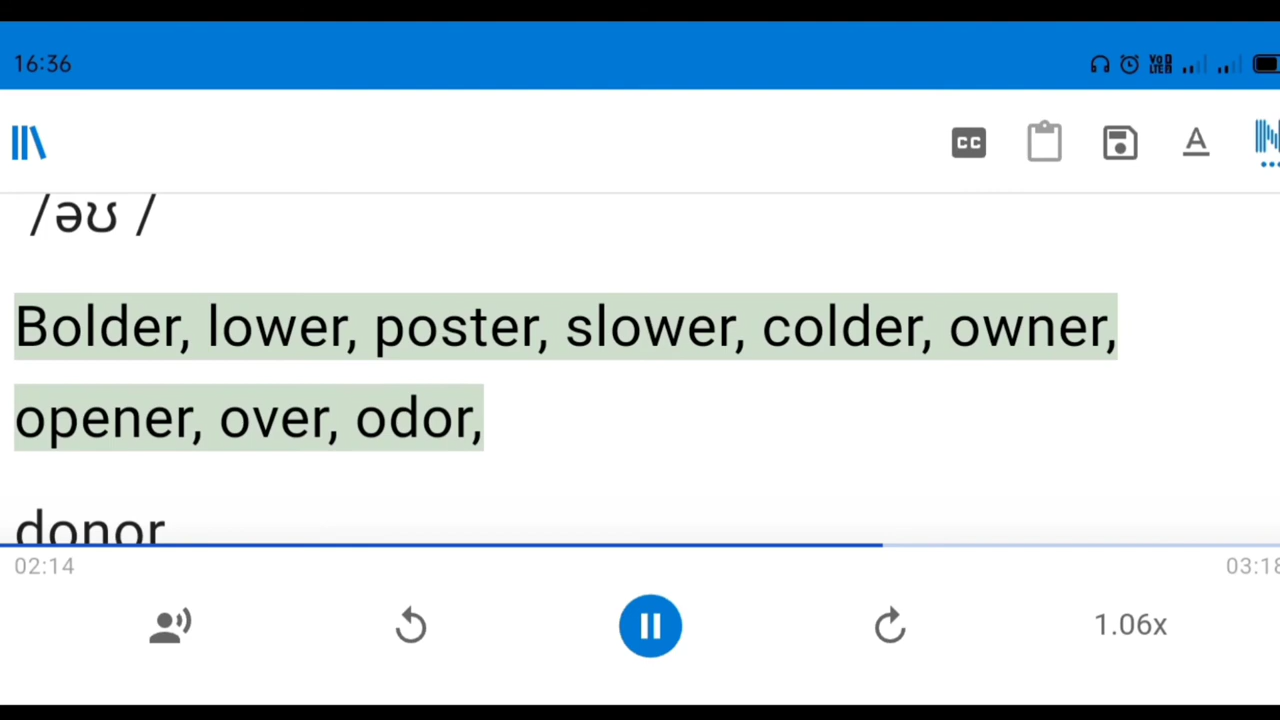 16:36
VoLTE
CC
A
/əʊ /
Bolder, lower, poster, slower, colder, owner,
opener, over, odor,
donor
02:14
03:18
1.06x